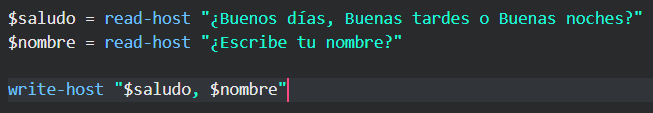 $saludo = read-host "¿Buenos días, Buenas tardes o Buenas noches?"
$nombre = read-host "¿Escribe tu nombre?"
write-host "$saludo, $nombre"